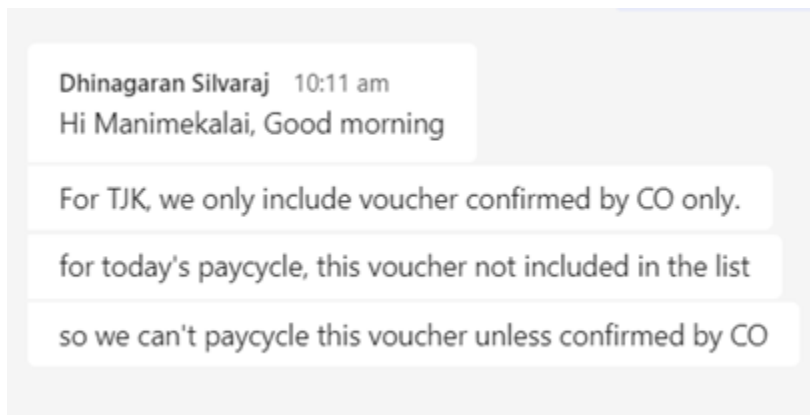 Dhinagaran Silvaraj 10:11 am
Hi Manimekalai, Good morning
For TJK, we only include voucher confirmed by CO only.
for today's paycycle, this voucher not included in the list
so we can't paycycle this voucher unless confirmed by CO